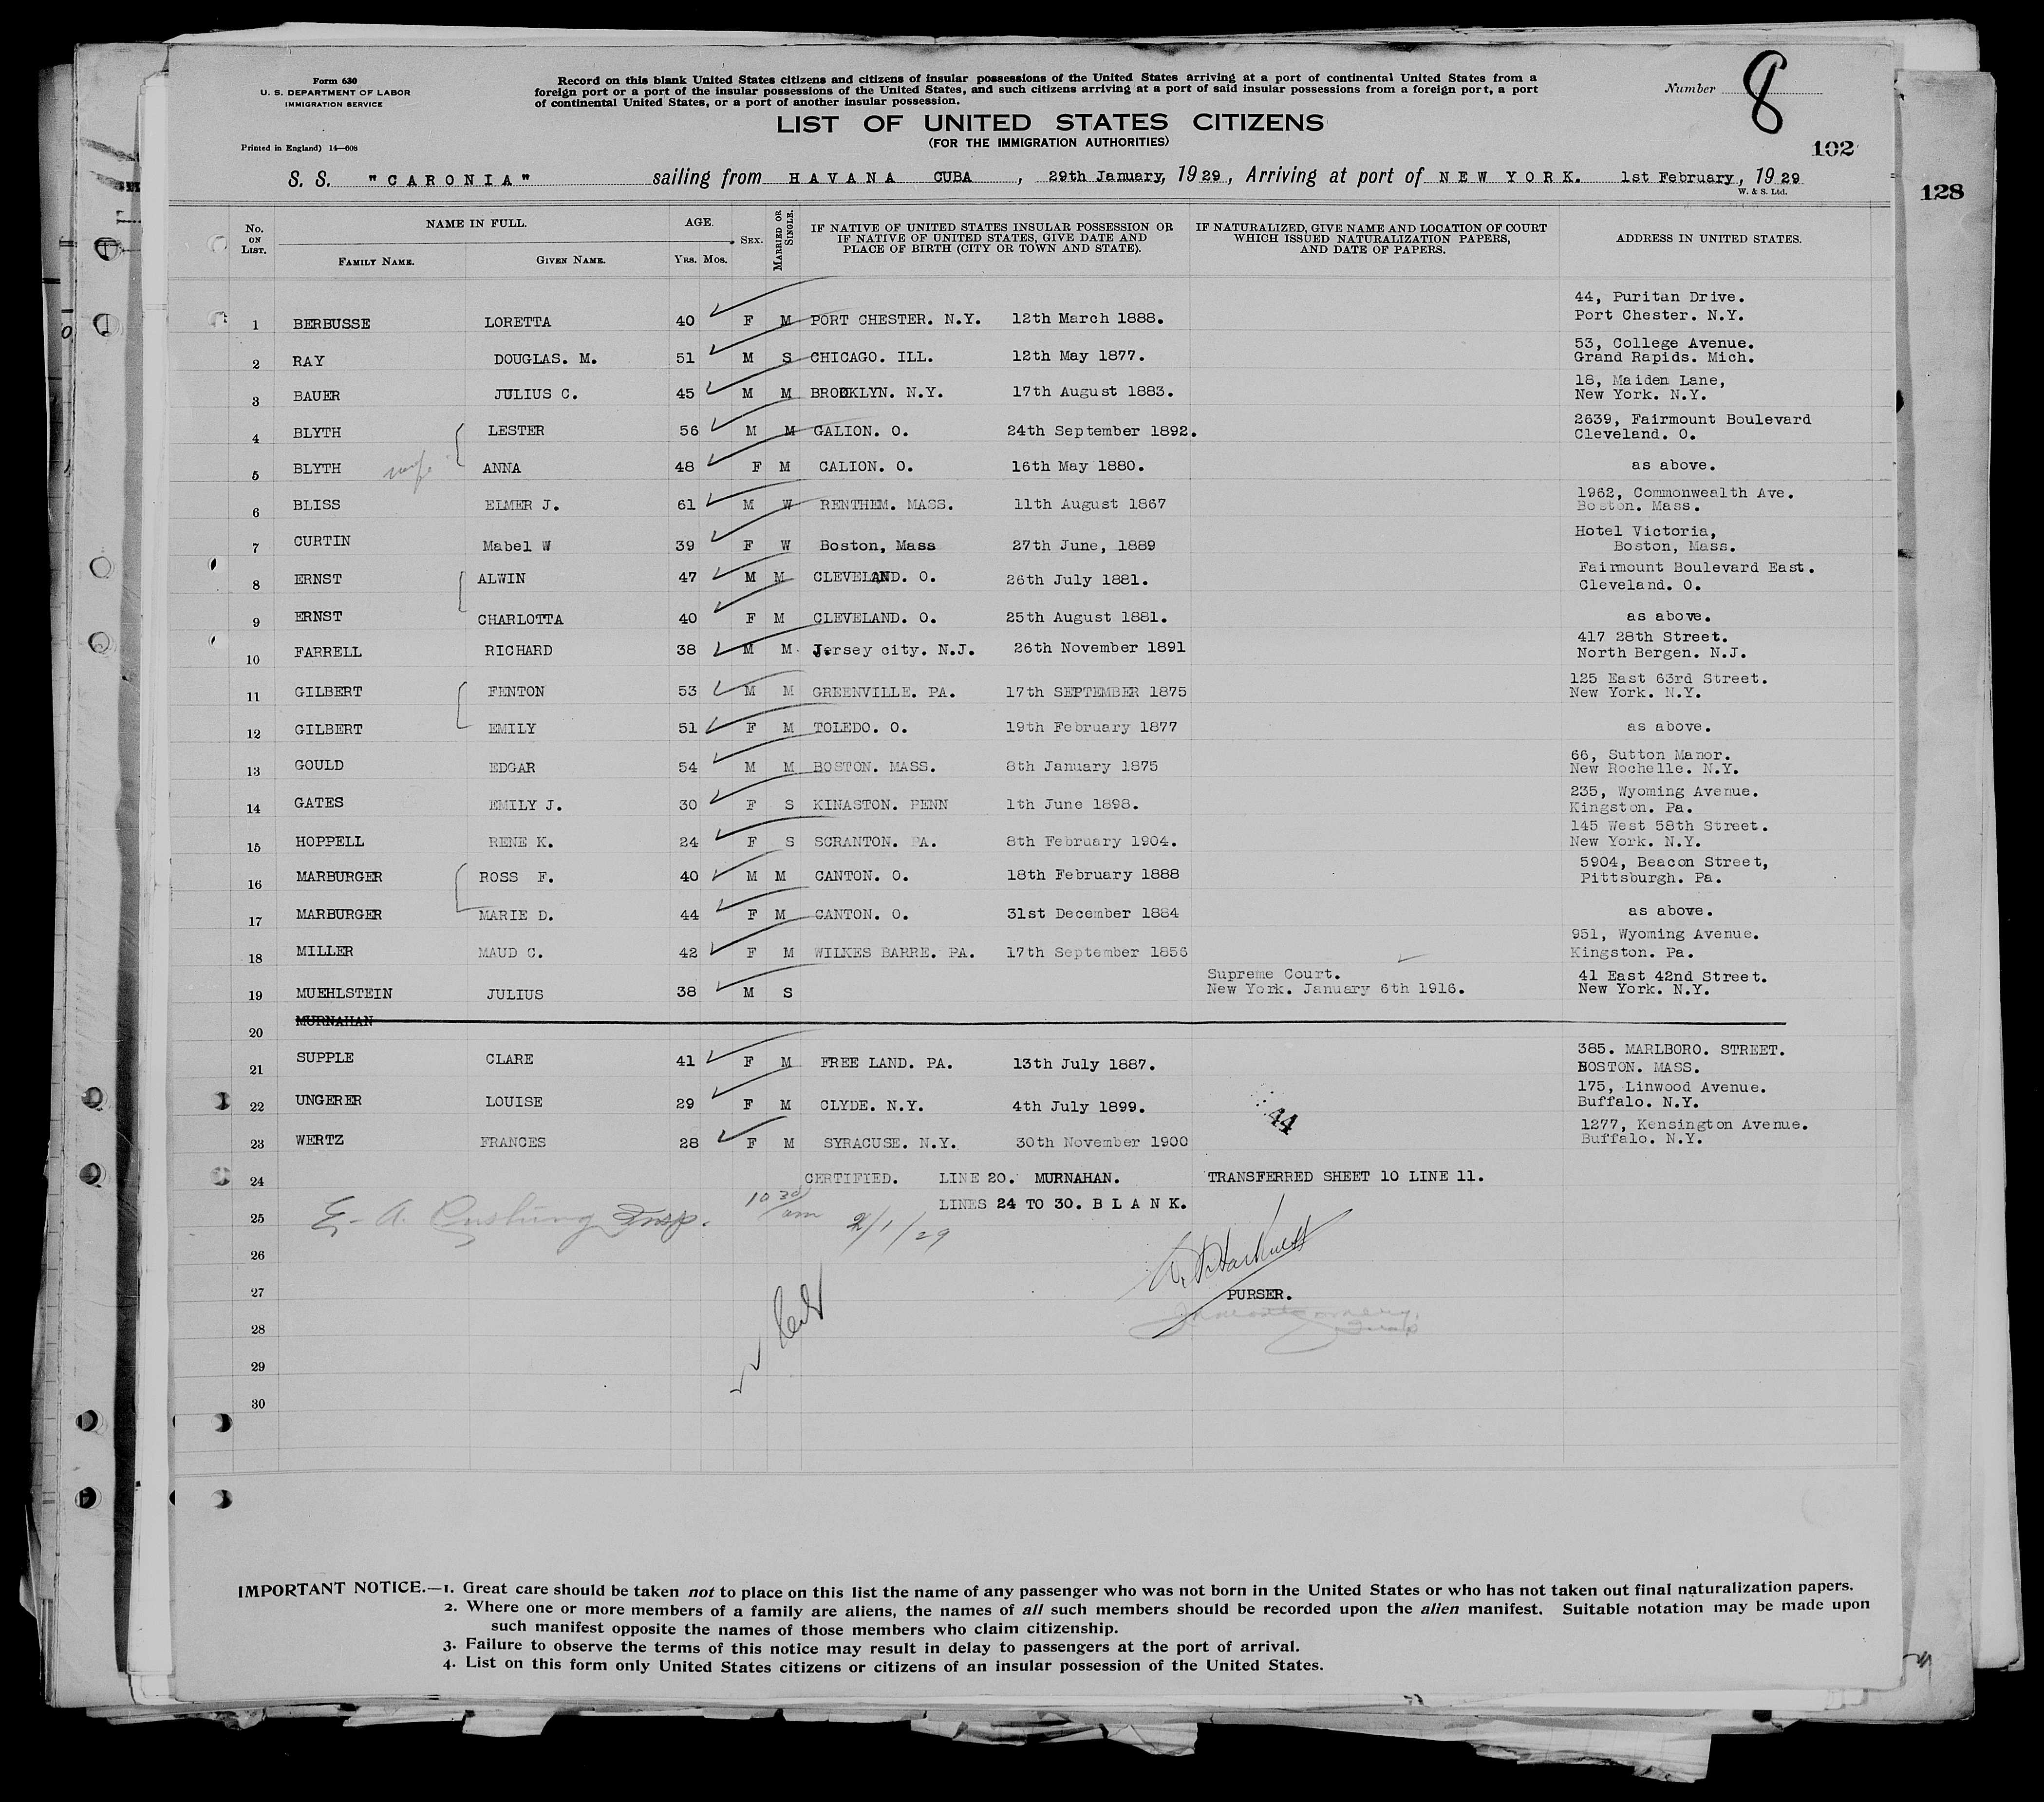 Form 630
U. S. DEPARTMENT OF LABOR
IMMIGRATION SERVICE
Printed in England) 14—608
Record on this blank United States citizens and citizens of insular possessions of the United States arriving at a port of continental United States from a
foreign port or a port of the insular possessions of the United States, and such citizens arriving at a port of said insular possessions from a foreign port, a port
of continental United States, or a port of another insular possession.
Number 8
LIST OF UNITED STATES CITIZENS
(FOR THE IMMIGRATION AUTHORITIES)
102
128
S. S. "CARONIA" sailing from HAVANA CUBA, 29th January, 1929, Arriving at port of NEW YORK. 1st February, 1929
W. & S. Ltd.
No. ON LIST. NAME IN FULL. AGE. SEX. MARRIED OR SINGLE. IF NATIVE OF UNITED STATES INSULAR POSSESSION OR IF NATIVE OF UNITED STATES, GIVE DATE AND PLACE OF BIRTH (CITY OR TOWN AND STATE). IF NATURALIZED, GIVE NAME AND LOCATION OF COURT WHICH ISSUED NATURALIZATION PAPERS, AND DATE OF PAPERS. ADDRESS IN UNITED STATES.
FAMILY NAME. GIVEN NAME. YRS. MOS.
1 BERBUSSE LORETTA 40 F M PORT CHESTER. N.Y. 12th March 1888. 44, Puritan Drive. Port Chester. N.Y.
2 RAY DOUGLAS. M. 51 M S CHICAGO. ILL. 12th May 1877. 53, College Avenue. Grand Rapids. Mich.
3 BAUER JULIUS C. 45 M M BROOKLYN. N.Y. 17th August 1883. 18, Maiden Lane, New York. N.Y.
4 BLYTH LESTER 56 M M GALION. O. 24th September 1892. 2639, Fairmount Boulevard Cleveland. O.
5 BLYTH wife ANNA 48 F M CALION. O. 16th May 1880. as above.
6 BLISS ELMER J. 61 M W RENTHEM. MASS. 11th August 1867 1962, Commonwealth Ave. Boston. Mass.
7 CURTIN Mabel W 39 F W Boston, Mass 27th June, 1889 Hotel Victoria, Boston, Mass.
8 ERNST ALWIN 47 M M CLEVELAND. O. 26th July 1881. Fairmount Boulevard East. Cleveland. O.
9 ERNST CHARLOTTA 40 F M CLEVELAND. O. 25th August 1881. as above.
10 FARRELL RICHARD 38 M M. Jersey city. N.J. 26th November 1891 417 28th Street. North Bergen. N.J.
11 GILBERT FENTON 53 M M GREENVILLE. PA. 17th SEPTEMBER 1875 125 East 63rd Street. New York. N.Y.
12 GILBERT EMILY 51 F M TOLEDO. O. 19th February 1877 as above.
13 GOULD EDGAR 54 M M BOSTON. MASS. 8th January 1875 66, Sutton Manor. New Rochelle. N.Y.
14 GATES EMILY J. 30 F S KINASTON. PENN 1th June 1898. 235, Wyoming Avenue. Kingston. Pa.
15 HOPPELL RENE K. 24 F S SCRANTON. PA. 8th February 1904. 145 West 58th Street. New York. N.Y.
16 MARBURGER ROSS F. 40 M M CANTON. O. 18th February 1888 5904, Beacon Street, Pittsburgh. Pa.
17 MARBURGER MARIE D. 44 F M CANTON. O. 31st December 1884 as above.
18 MILLER MAUD C. 42 F M WILKES BARRE. PA. 17th September 1856 951, Wyoming Avenue. Kingston. Pa.
19 MUEHLSTEIN JULIUS 38 M S Supreme Court. New York. January 6th 1916. 41 East 42nd Street. New York. N.Y.
20 MURNAHAN
21 SUPPLE CLARE 41 F M FREE LAND. PA. 13th July 1887. 385. MARLBORO. STREET. BOSTON. MASS.
22 UNGERER LOUISE 29 F M CLYDE. N.Y. 4th July 1899. 175, Linwood Avenue. Buffalo. N.Y.
44
23 WERTZ FRANCES 28 F M SYRACUSE. N.Y. 30th November 1900 1277, Kensington Avenue. Buffalo. N.Y.
24 CERTIFIED. LINE 20. MURNAHAN. TRANSFERRED SHEET 10 LINE 11.
LINES 24 TO 30. B L A N K.
25 E. A. Cushing Insp. 10 30 am 2/1/29
26
27 PURSER.
28
29
30
IMPORTANT NOTICE.—1. Great care should be taken not to place on this list the name of any passenger who was not born in the United States or who has not taken out final naturalization papers.
2. Where one or more members of a family are aliens, the names of all such members should be recorded upon the alien manifest. Suitable notation may be made upon
such manifest opposite the names of those members who claim citizenship.
3. Failure to observe the terms of this notice may result in delay to passengers at the port of arrival.
4. List on this form only United States citizens or citizens of an insular possession of the United States.